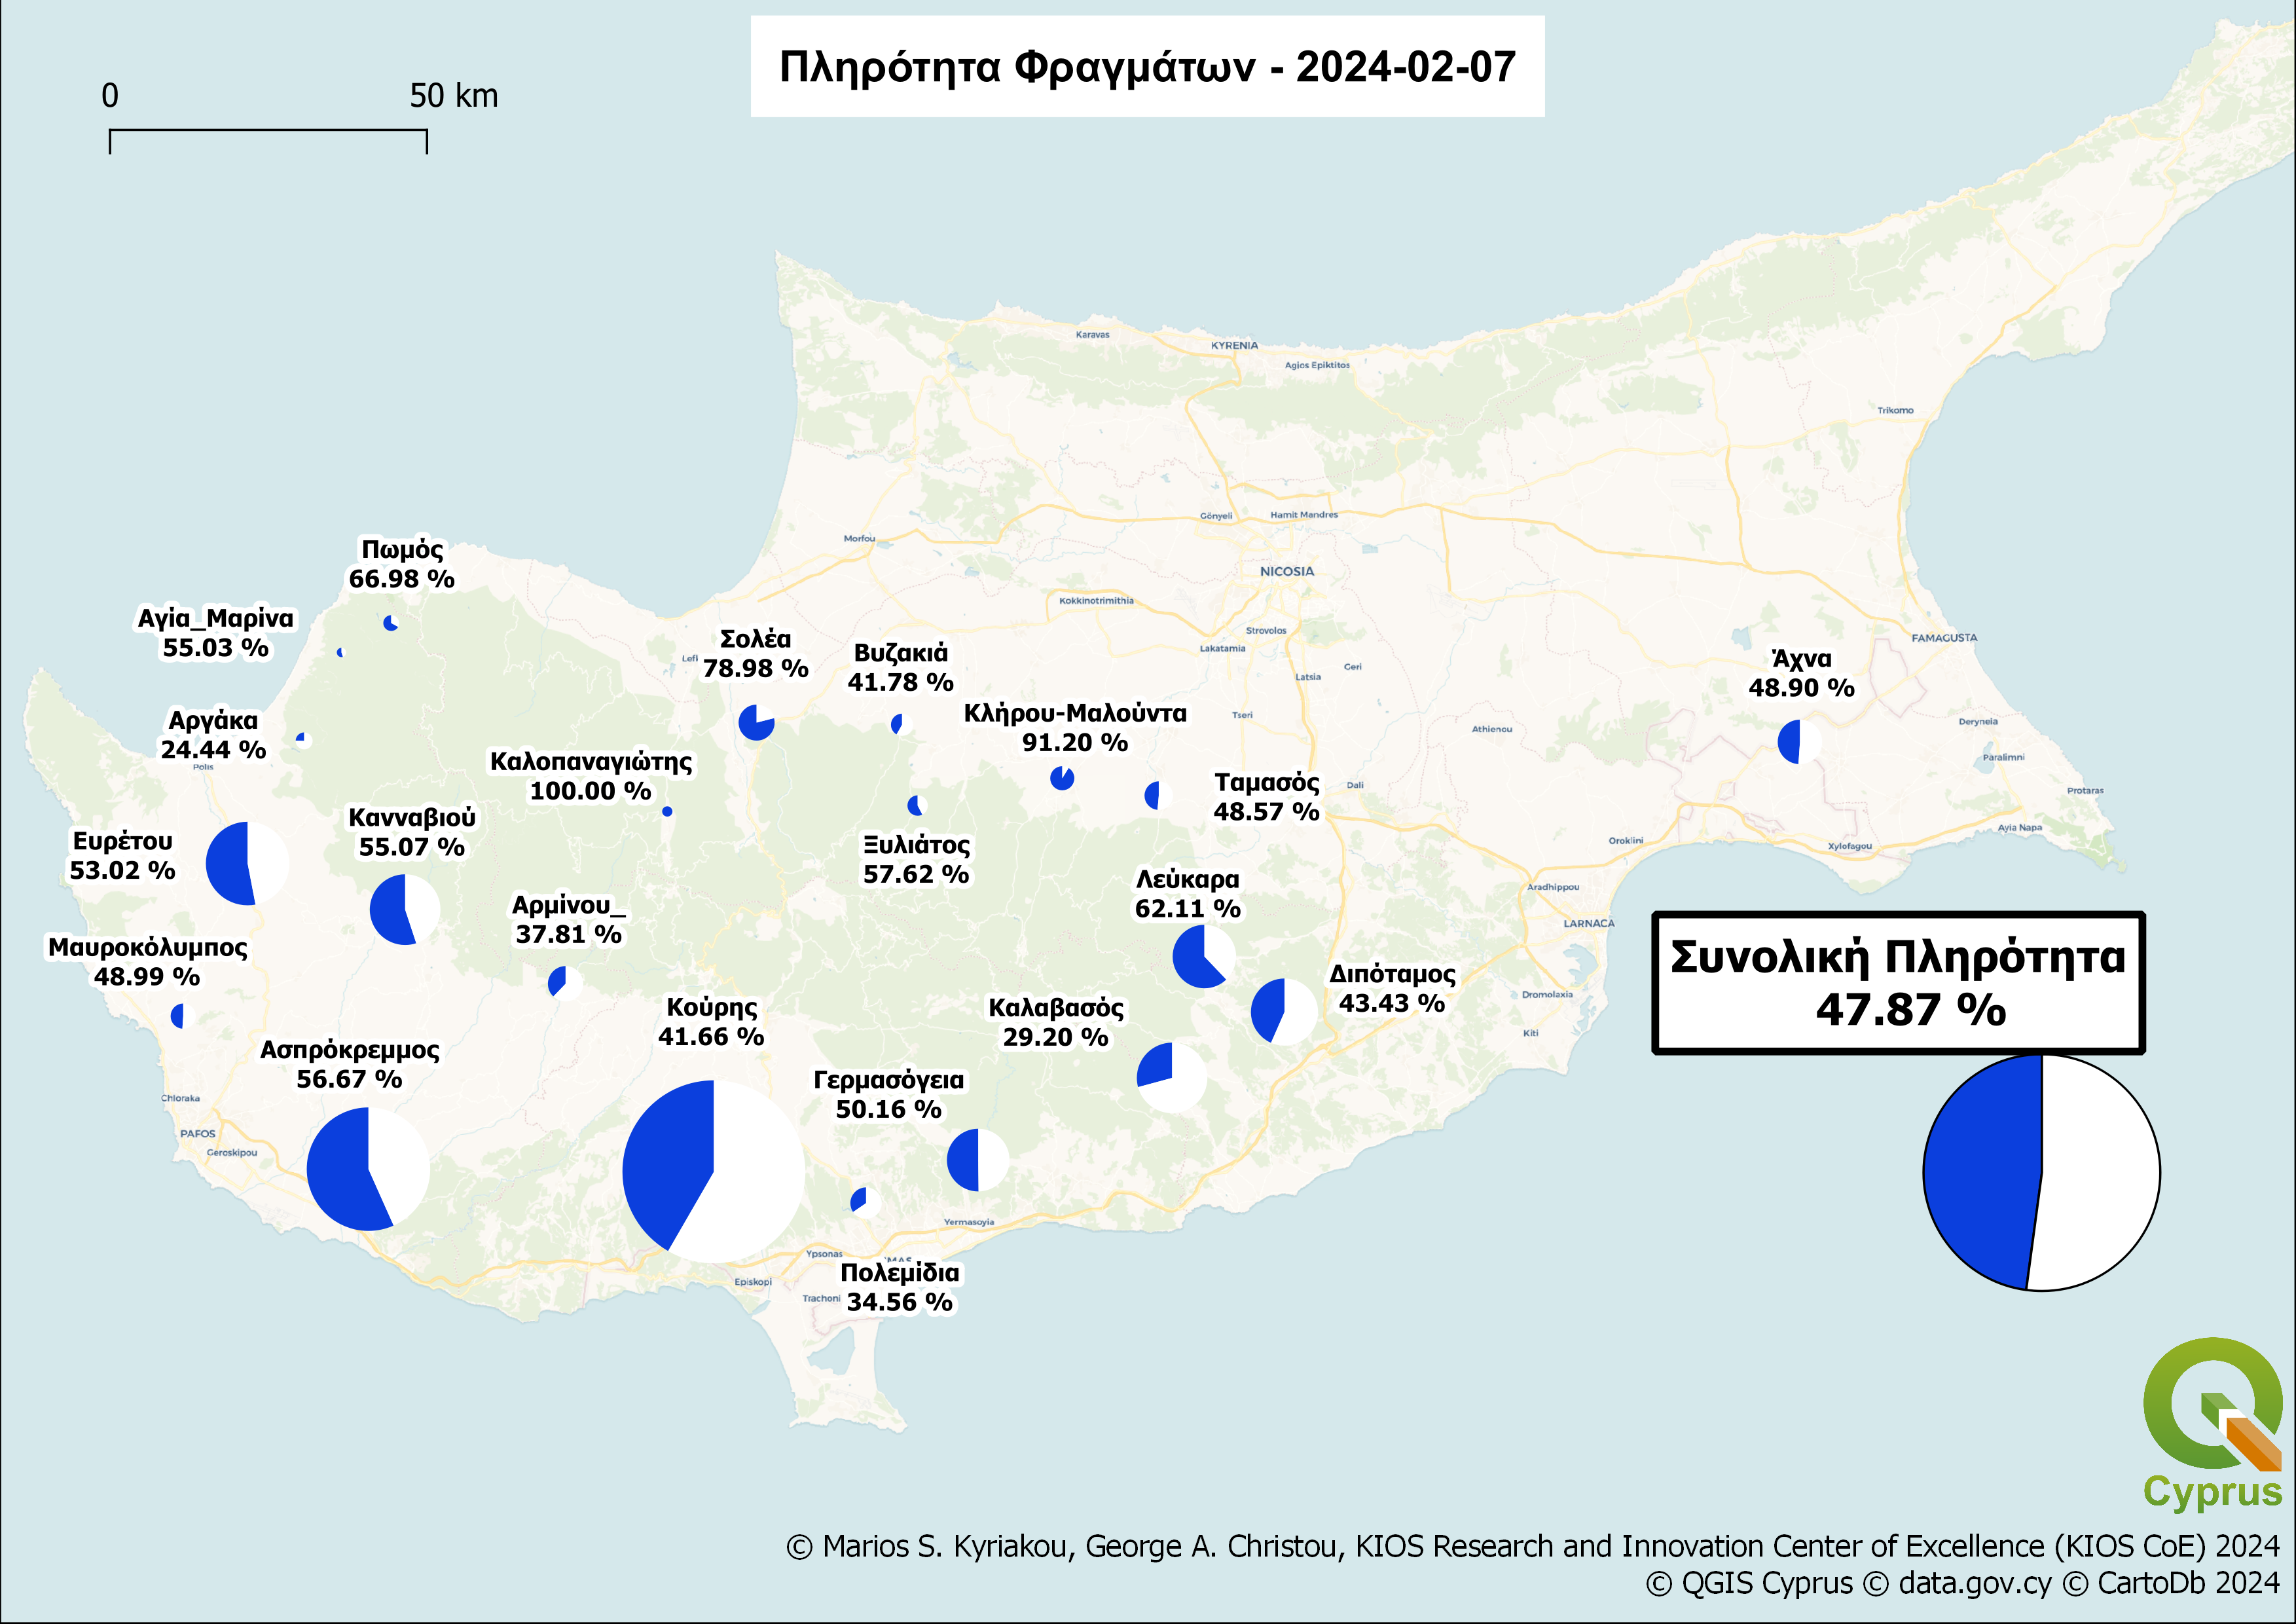 Πληρότητα Φραγμάτων - 2024-02-07
0 50 km
Karavas
KYRENIA
Agios Epiktitos
Trikomo
Gönyeli
Hamit Mandres
Morfou
Πωμός
66.98 %
NICOSIA
Kokkinotrimithia
Αγία_Μαρίνα
55.03 %
Strovolos
Lakatamia
Geri
Latsia
Tseri
FAMAGUSTA
Σολέα
78.98 %
Lefl
Βυζακιά
41.78 %
Άχνα
48.90 %
Αργάκα
24.44 %
Polis
Κλήρου-Μαλούντα
91.20 %
Athienou
Deryneia
Paralimni
Καλοπαναγιώτης
100.00 %
Ταμασός
48.57 %
Dali
Protaras
Ayia Napa
Xylofagou
Orokiini
Ευρέτου
53.02 %
Κανναβιού
55.07 %
Ξυλιάτος
57.62 %
Λεύκαρα
62.11 %
Aradhippou
LARNACA
Αρμίνου_
37.81 %
Μαυροκόλυμπος
48.99 %
Συνολική Πληρότητα
47.87 %
Διπόταμος
43.43 %
Dromolaxia
Kiti
Κούρης
41.66 %
Καλαβασός
29.20 %
Ασπρόκρεμμος
56.67 %
Γερμασόγεια
50.16 %
Chloraka
PAFOS
Geroskipou
Yermasoyia
Ypsonas
MAS
Episkopi
Trachoni
Πολεμίδια
34.56 %
Cyprus
© Marios S. Kyriakou, George A. Christou, KIOS Research and Innovation Center of Excellence (KIOS CoE) 2024
© QGIS Cyprus © data.gov.cy © CartoDb 2024